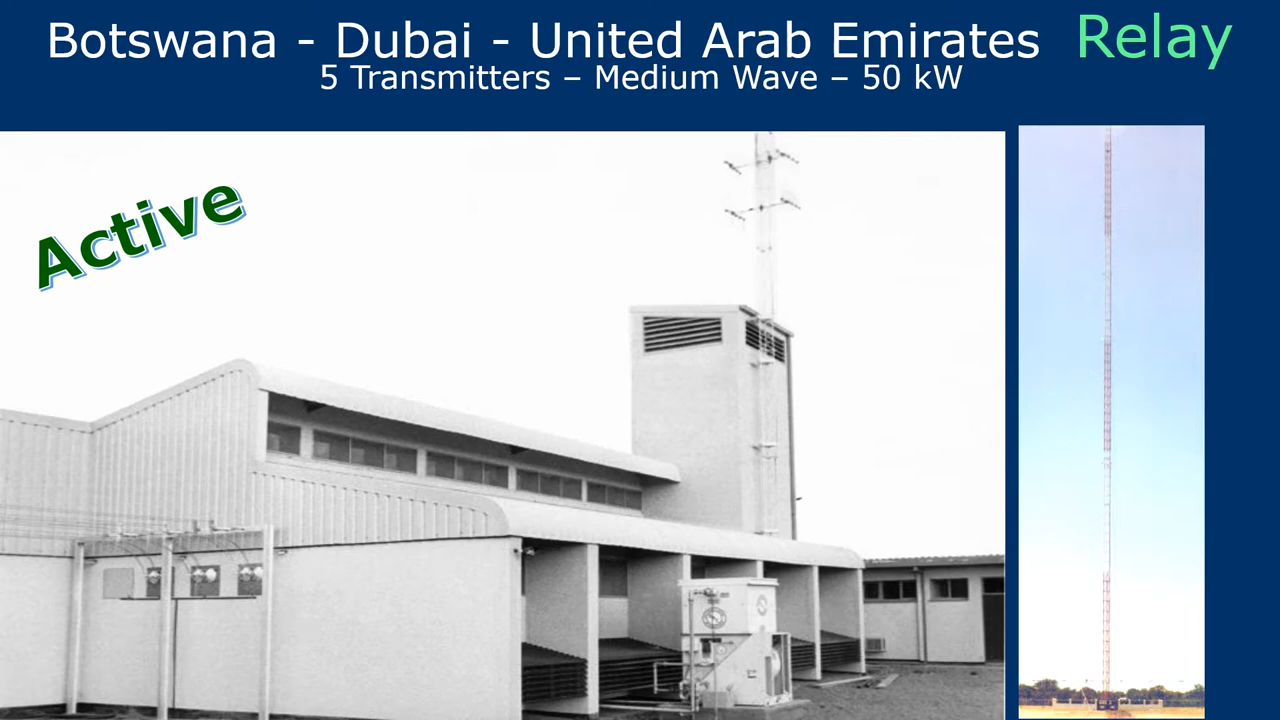 Botswana - Dubai - United Arab Emirates Relay
5 Transmitters – Medium Wave – 50 kW
Active